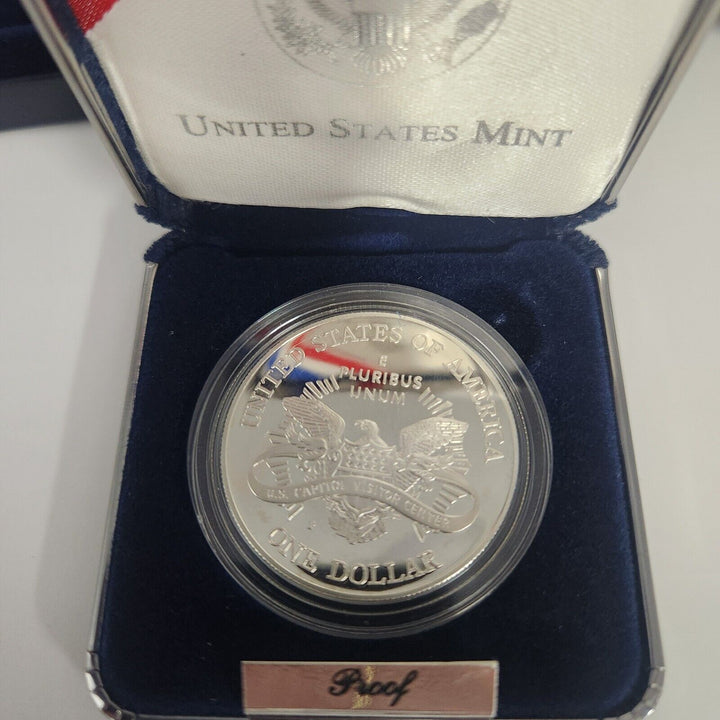 UNITED STATES MINT
UNITED STATES OF AMERICA
E
PLURIBUS
UNUM
U.S. CAPITOL VISITOR CENTER
ONE DOLLAR
Proof